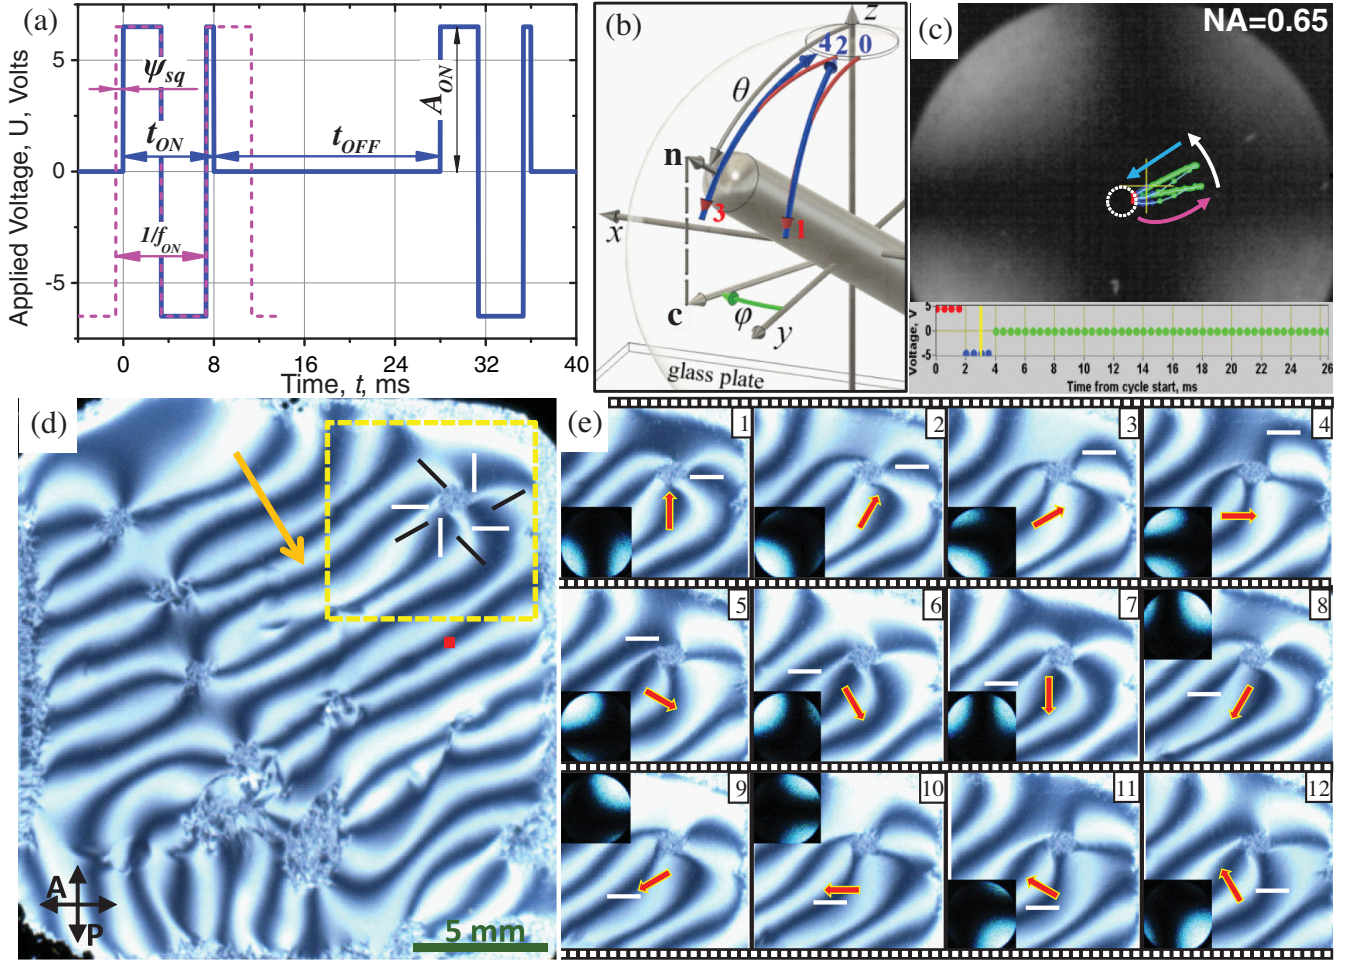 (a)
Applied Voltage, U, Volts
5
0
-5
ψsq
tON
tOFF
AON
1/fON
0 8 16 24 32 40
Time, t, ms
(b)
z
4 2 0
θ
n
3
1
x
c
φ
y
glass plate
(c)
NA=0.65
Voltage, V
5
0
-5
0 2 4 6 8 10 12 14 16 18 20 22 24 26
Time from cycle start, ms
(d)
A
P
5 mm
(e)
1 2 3 4
5 6 7 8
9 10 11 12